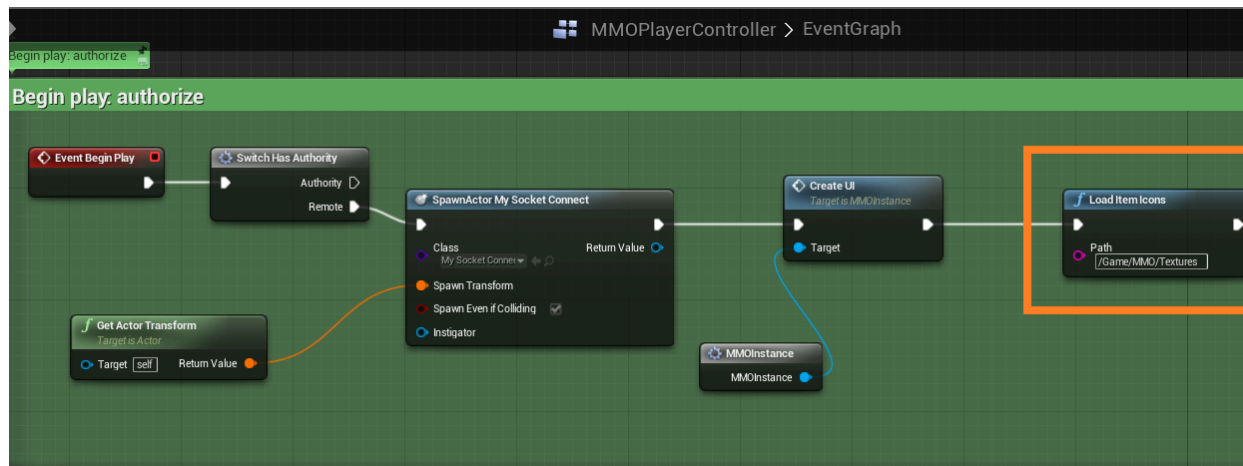 MMOPlayerController > EventGraph
Begin play: authorize
Begin play: authorize
Event Begin Play
Switch Has Authority
Authority
Remote
SpawnActor My Socket Connect
Class
My Socket Connec
Return Value
Spawn Transform
Spawn Even if Colliding
Instigator
Get Actor Transform
Target is Actor
Target self
Return Value
Create UI
Target is MMOInstance
Target
MMOInstance
MMOInstance
Load Item Icons
Path
/Game/MMO/Textures